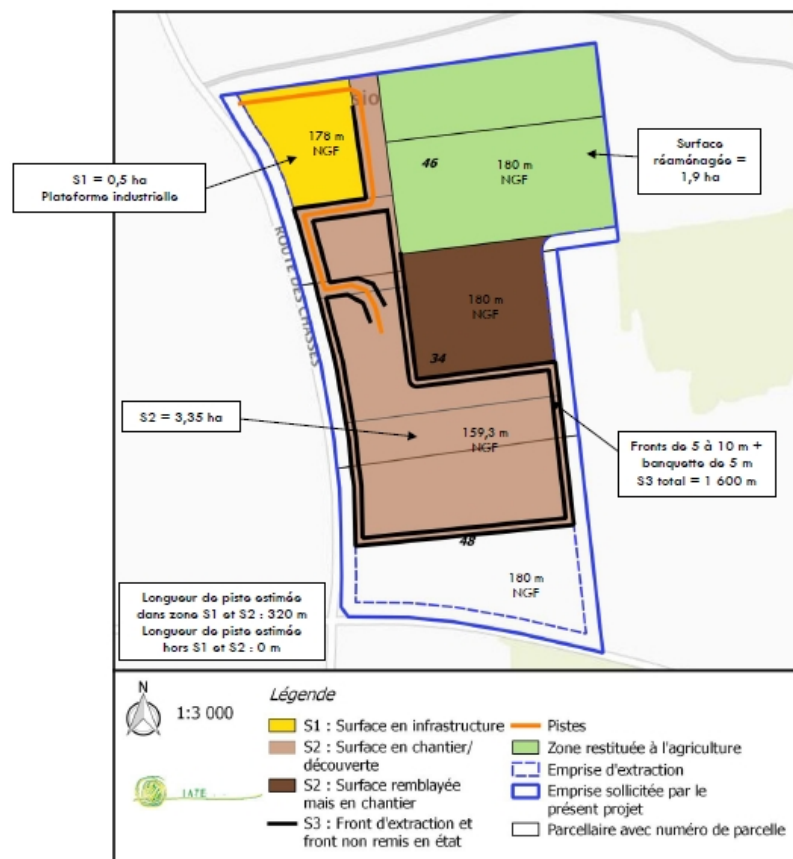 sio
178 m
NGF
46
180 m
NGF
Surface
réaménagée =
1,9 ha
S1 = 0,5 ha
Plateforme industrielle
ROUTE DES CHASSES
180 m
NGF
34
S2 = 3,35 ha
159,3 m
NGF
Fronts de 5 à 10 m +
banquette de 5 m
S3 total = 1 600 m
48
180 m
NGF
Longueur de piste estimée
dans zone S1 et S2 : 320 m
Longueur de piste estimée
hors S1 et S2 : 0 m
N
1:3 000
Légende
S1 : Surface en infrastructure
S2 : Surface en chantier/
découverte
S2 : Surface remblayée
mais en chantier
S3 : Front d'extraction et
front non remis en état
Pistes
Zone restituée à l'agriculture
Emprise d'extraction
Emprise sollicitée par le
présent projet
Parcellaire avec numéro de parcelle